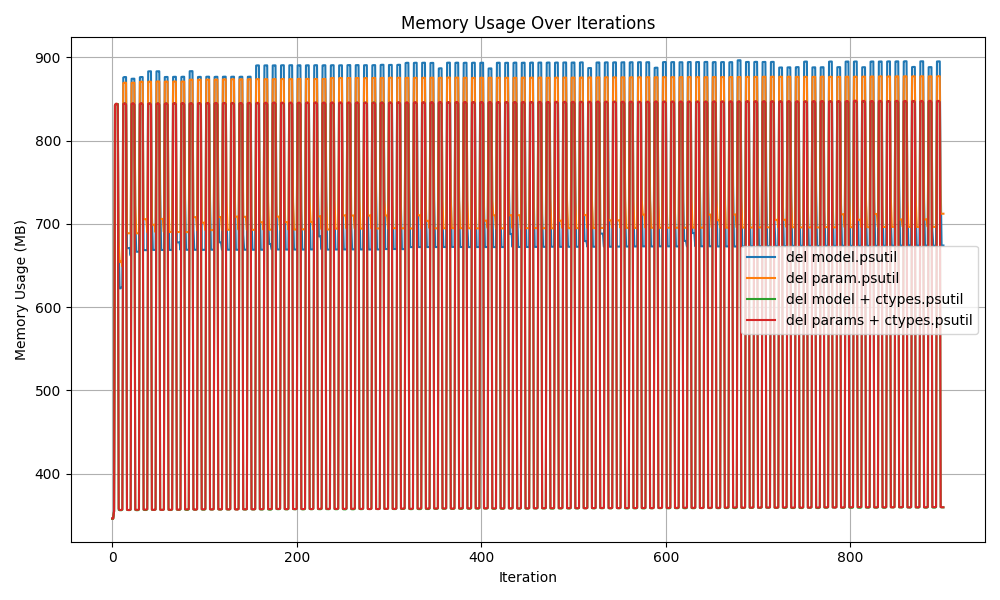 Memory Usage Over Iterations
900
800
700
600
500
400
Memory Usage (MB)
del model.psutil
del param.psutil
del model + ctypes.psutil
del params + ctypes.psutil
0
200
400
600
800
Iteration